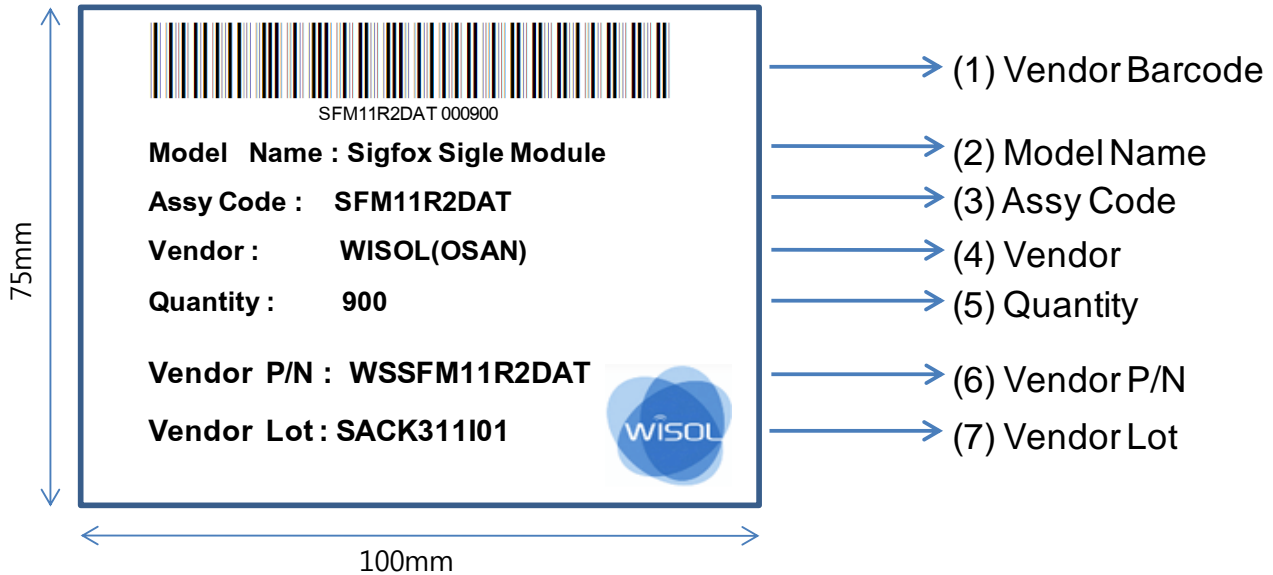 SFM11R2DAT 000900
(1) Vendor Barcode
Model Name : Sigfox Sigle Module
(2) Model Name
Assy Code : SFM11R2DAT
(3) Assy Code
Vendor : WISOL(OSAN)
(4) Vendor
Quantity : 900
(5) Quantity
Vendor P/N : WSSFM11R2DAT
(6) Vendor P/N
Vendor Lot : SACK311I01
(7) Vendor Lot
WISOL
75mm
100mm